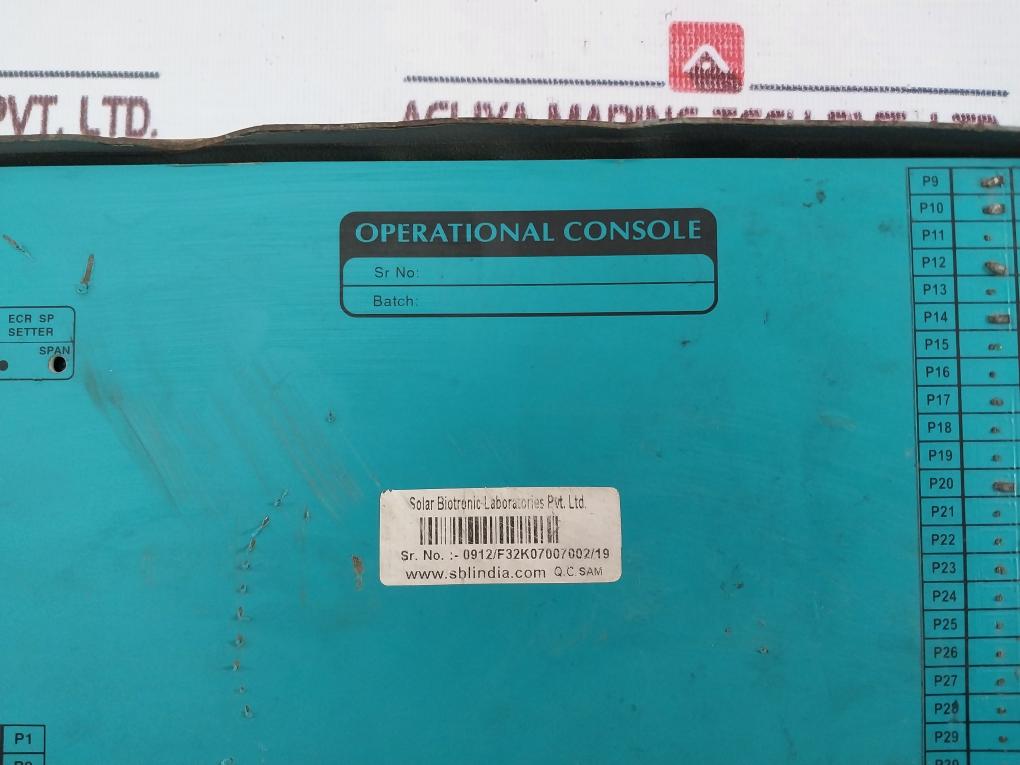 PVT. LTD.
OPERATIONAL CONSOLE
Sr No:
Batch:
ECR SP
SETTER
SPAN
Solar Biotronic Laboratories Pvt. Ltd.
Sr. No. :- 0912/F32K07007002/19
www.sblindia.com Q.C. SAM
P1
P9
P10
P11
P12
P13
P14
P15
P16
P17
P18
P19
P20
P21
P22
P23
P24
P25
P26
P27
P28
P29